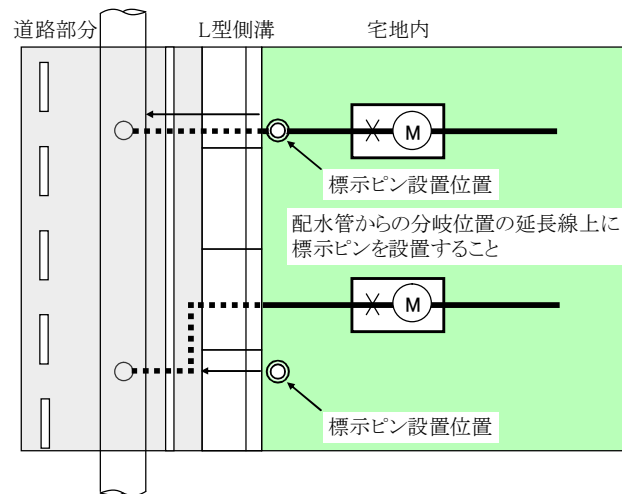 道路部分
L型側溝
宅地内
M
標示ピン設置位置
配水管からの分岐位置の延長線上に
標示ピンを設置すること
M
標示ピン設置位置